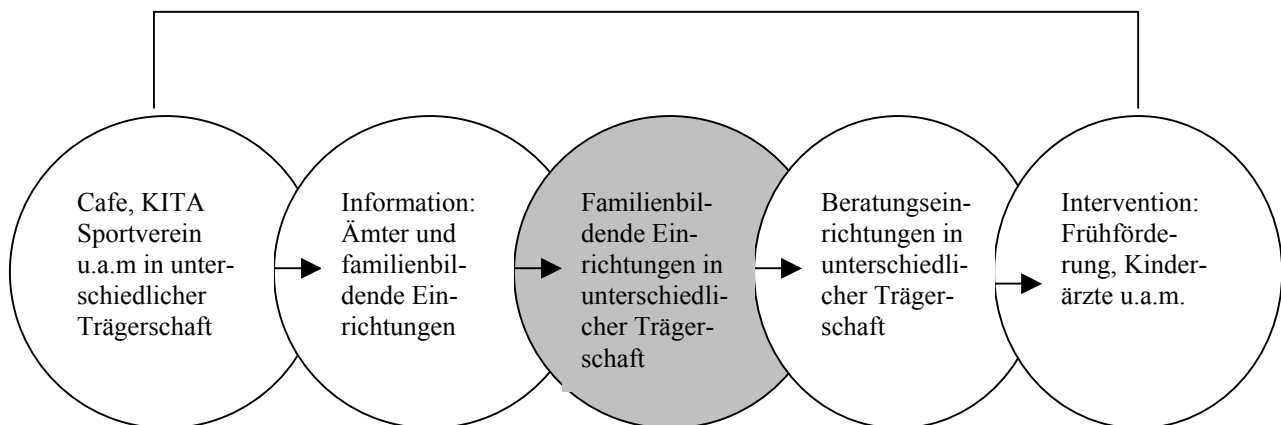 Cafe, KITA
Sportverein
u.a.m in unter-
schiedlicher
Trägerschaft
Information:
Ämter und
familienbil-
dende Ein-
richtungen
Familienbil-
dende Ein-
richtungen in
unterschiedli-
cher Träger-
schaft
Beratungsein-
richtungen in
unterschiedli-
cher Träger-
schaft
Intervention:
Frühförde-
rung, Kinder-
ärzte u.a.m.